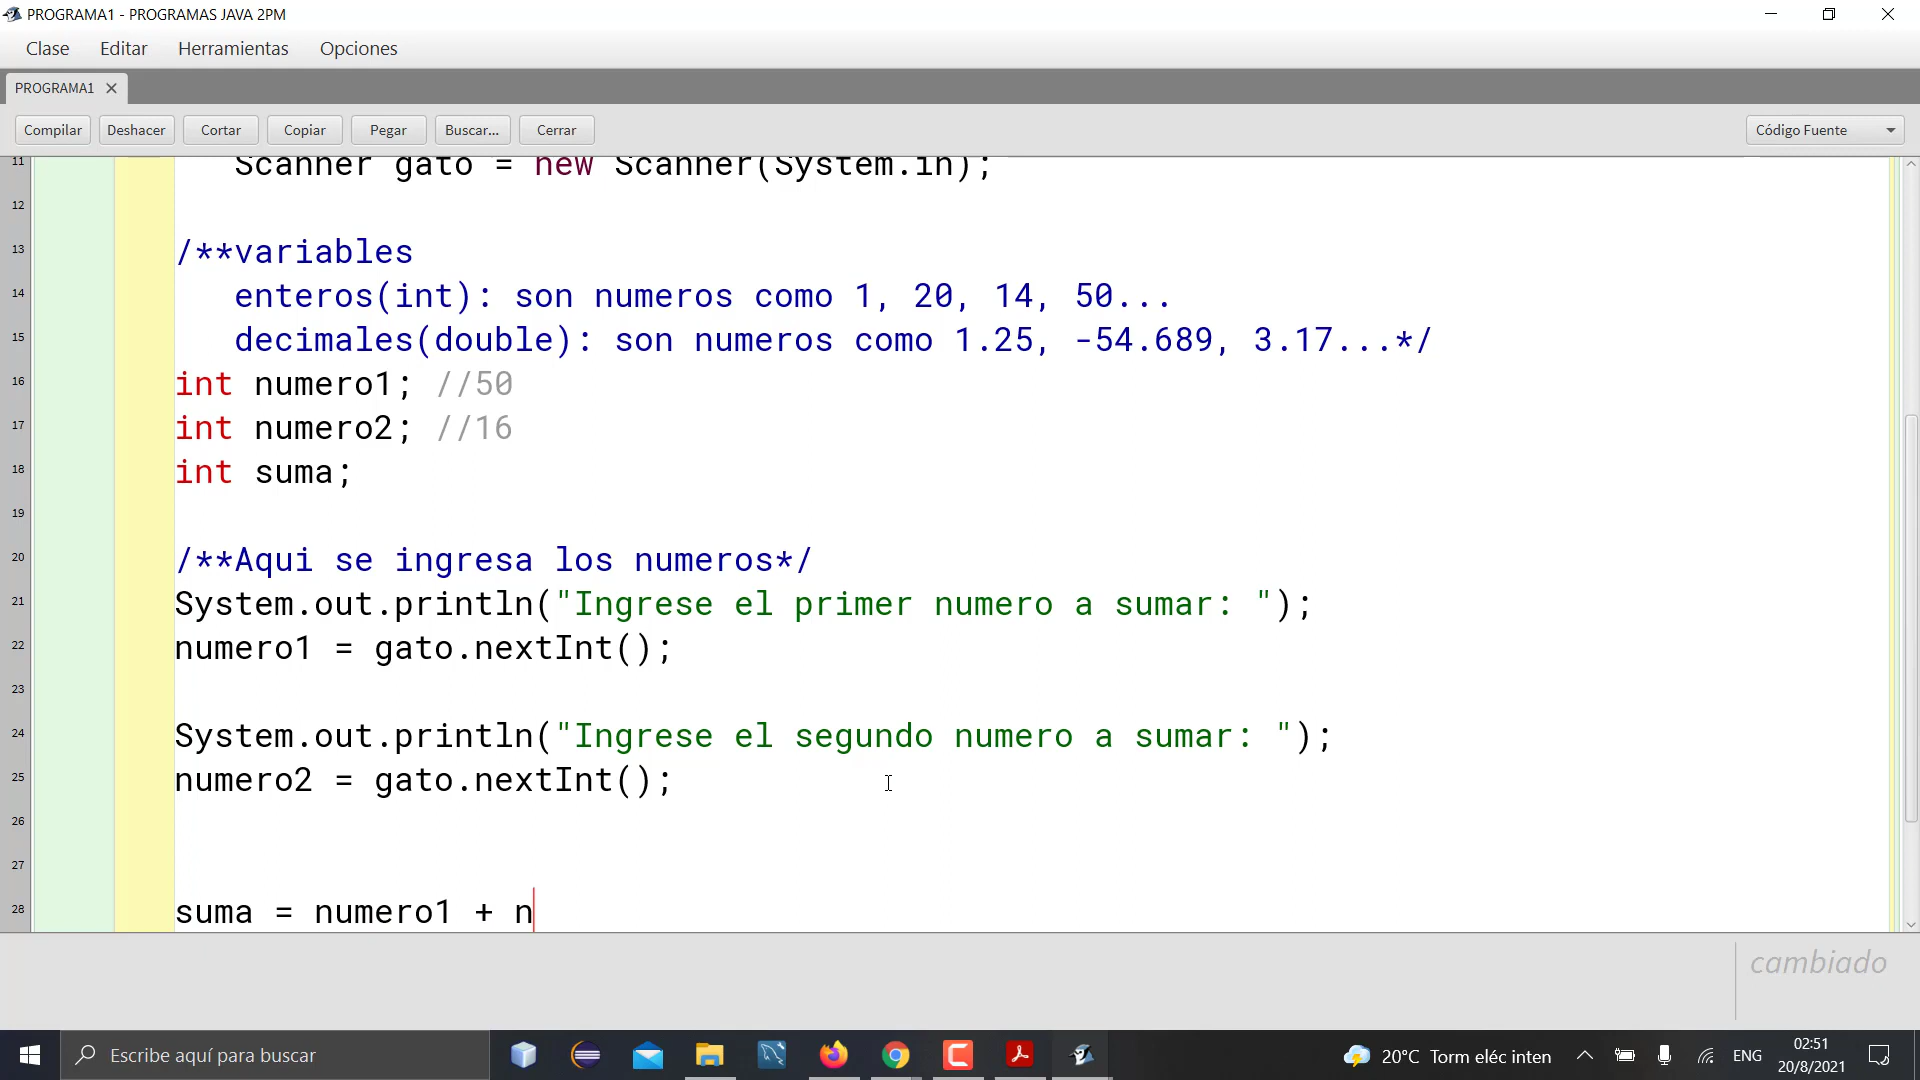 PROGRAMA1 - PROGRAMAS JAVA 2PM
Clase Editar Herramientas Opciones
PROGRAMA1
Compilar Deshacer Cortar Copiar Pegar Buscar... Cerrar Código Fuente
11 Scanner gato = new Scanner(System.in);
12
13 /**variables
14 enteros(int): son numeros como 1, 20, 14, 50...
15 decimales(double): son numeros como 1.25, -54.689, 3.17...*/
16 int numero1; //50
17 int numero2; //16
18 int suma;
19
20 /**Aqui se ingresa los numeros*/
21 System.out.println("Ingrese el primer numero a sumar: ");
22 numero1 = gato.nextInt();
23
24 System.out.println("Ingrese el segundo numero a sumar: ");
25 numero2 = gato.nextInt();
26
27
28 suma = numero1 + n
cambiado
Escribe aquí para buscar
20°C Torm eléc inten
ENG
02:51
20/8/2021